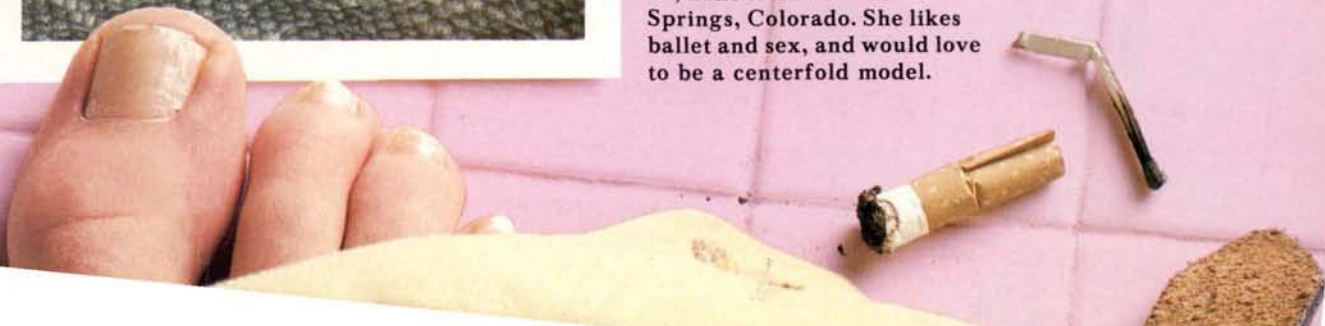 Springs, Colorado. She likes
ballet and sex, and would love
to be a centerfold model.